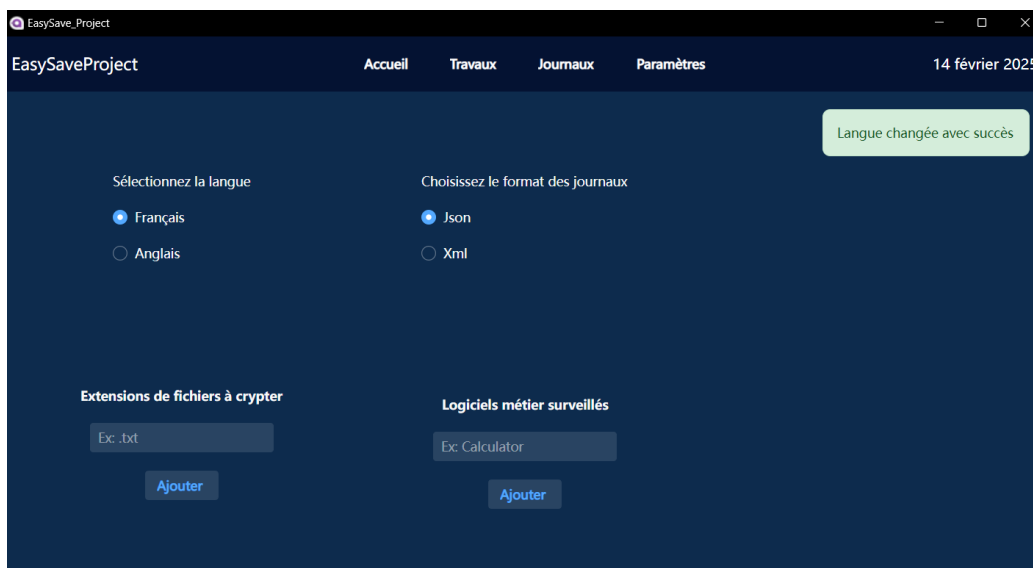 EasySave_Project
EasySaveProject Accueil Travaux Journaux Paramètres 14 février 2025
Langue changée avec succès
Sélectionnez la langue Choisissez le format des journaux
Français Json
Anglais Xml
Extensions de fichiers à crypter
Logiciels métier surveillés
Ex: .txt
Ex: Calculator
Ajouter
Ajouter